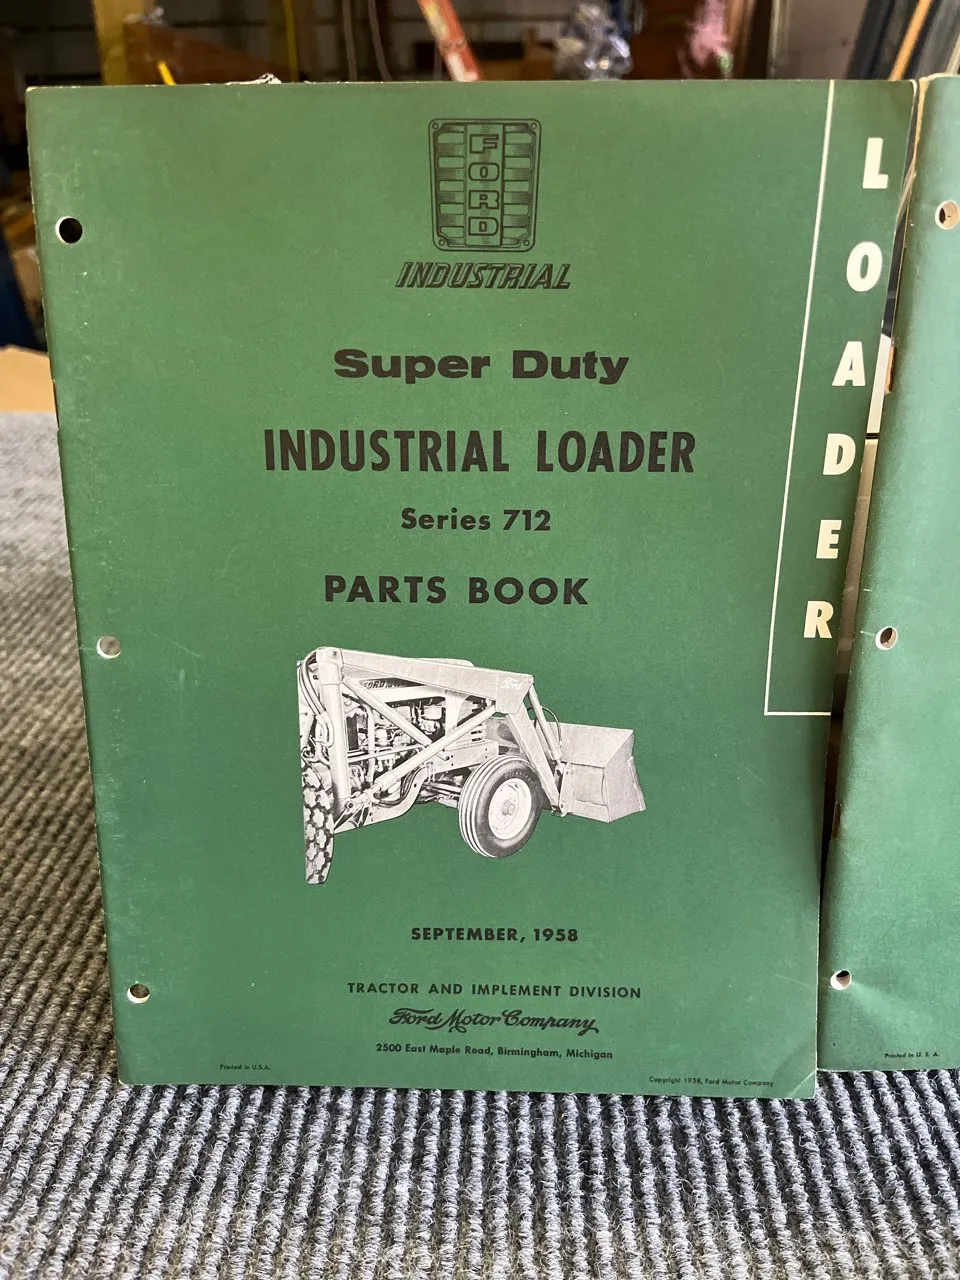 FORD
INDUSTRIAL
Super Duty
INDUSTRIAL LOADER
Series 712
PARTS BOOK
Ford
SEPTEMBER, 1958
TRACTOR AND IMPLEMENT DIVISION
Ford Motor Company
2500 East Maple Road, Birmingham, Michigan
Printed in U.S.A.
Copyright 1958, Ford Motor Company
LOADER
Printed in U. S. A.